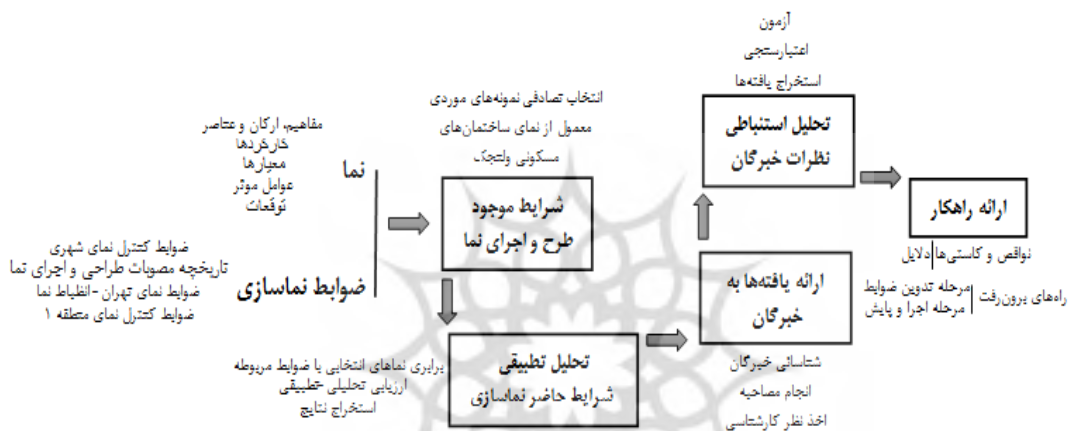 مفاهیم، ارکان و عناصر
کارکردها
معیارها
عوامل موثر
توقعات
نما
ضوابط نماسازی
ضوابط کنترل نمای شهری
تاریخچه مصوبات طراحی و اجرای نما
ضوابط نمای تهران - انظباط نما
ضوابط کنترل نمای منطقه ۱
انتخاب تصادفی نمونه‌های موردی
معمول از نمای ساختمان‌های
مسکونی ولنجک
شرایط موجود
طرح و اجرای نما
تحلیل تطبیقی
شرایط حاضر نماسازی
برابری نماهای انتخابی با ضوابط مربوطه
ارزیابی تحلیلی-تطبیقی
استخراج نتایج
ارائه یافته‌ها به
خبرگان
شناسائی خبرگان
انجام مصاحبه
اخذ نظر کارشناسی
آزمون
اعتبارسنجی
استخراج یافته‌ها
تحلیل استنباطی
نظرات خبرگان
ارائه راهکار
نواقص و کاستی‌ها | دلایل
راه‌های برون‌رفت
مرحله تدوین ضوابط
مرحله اجرا و پایش